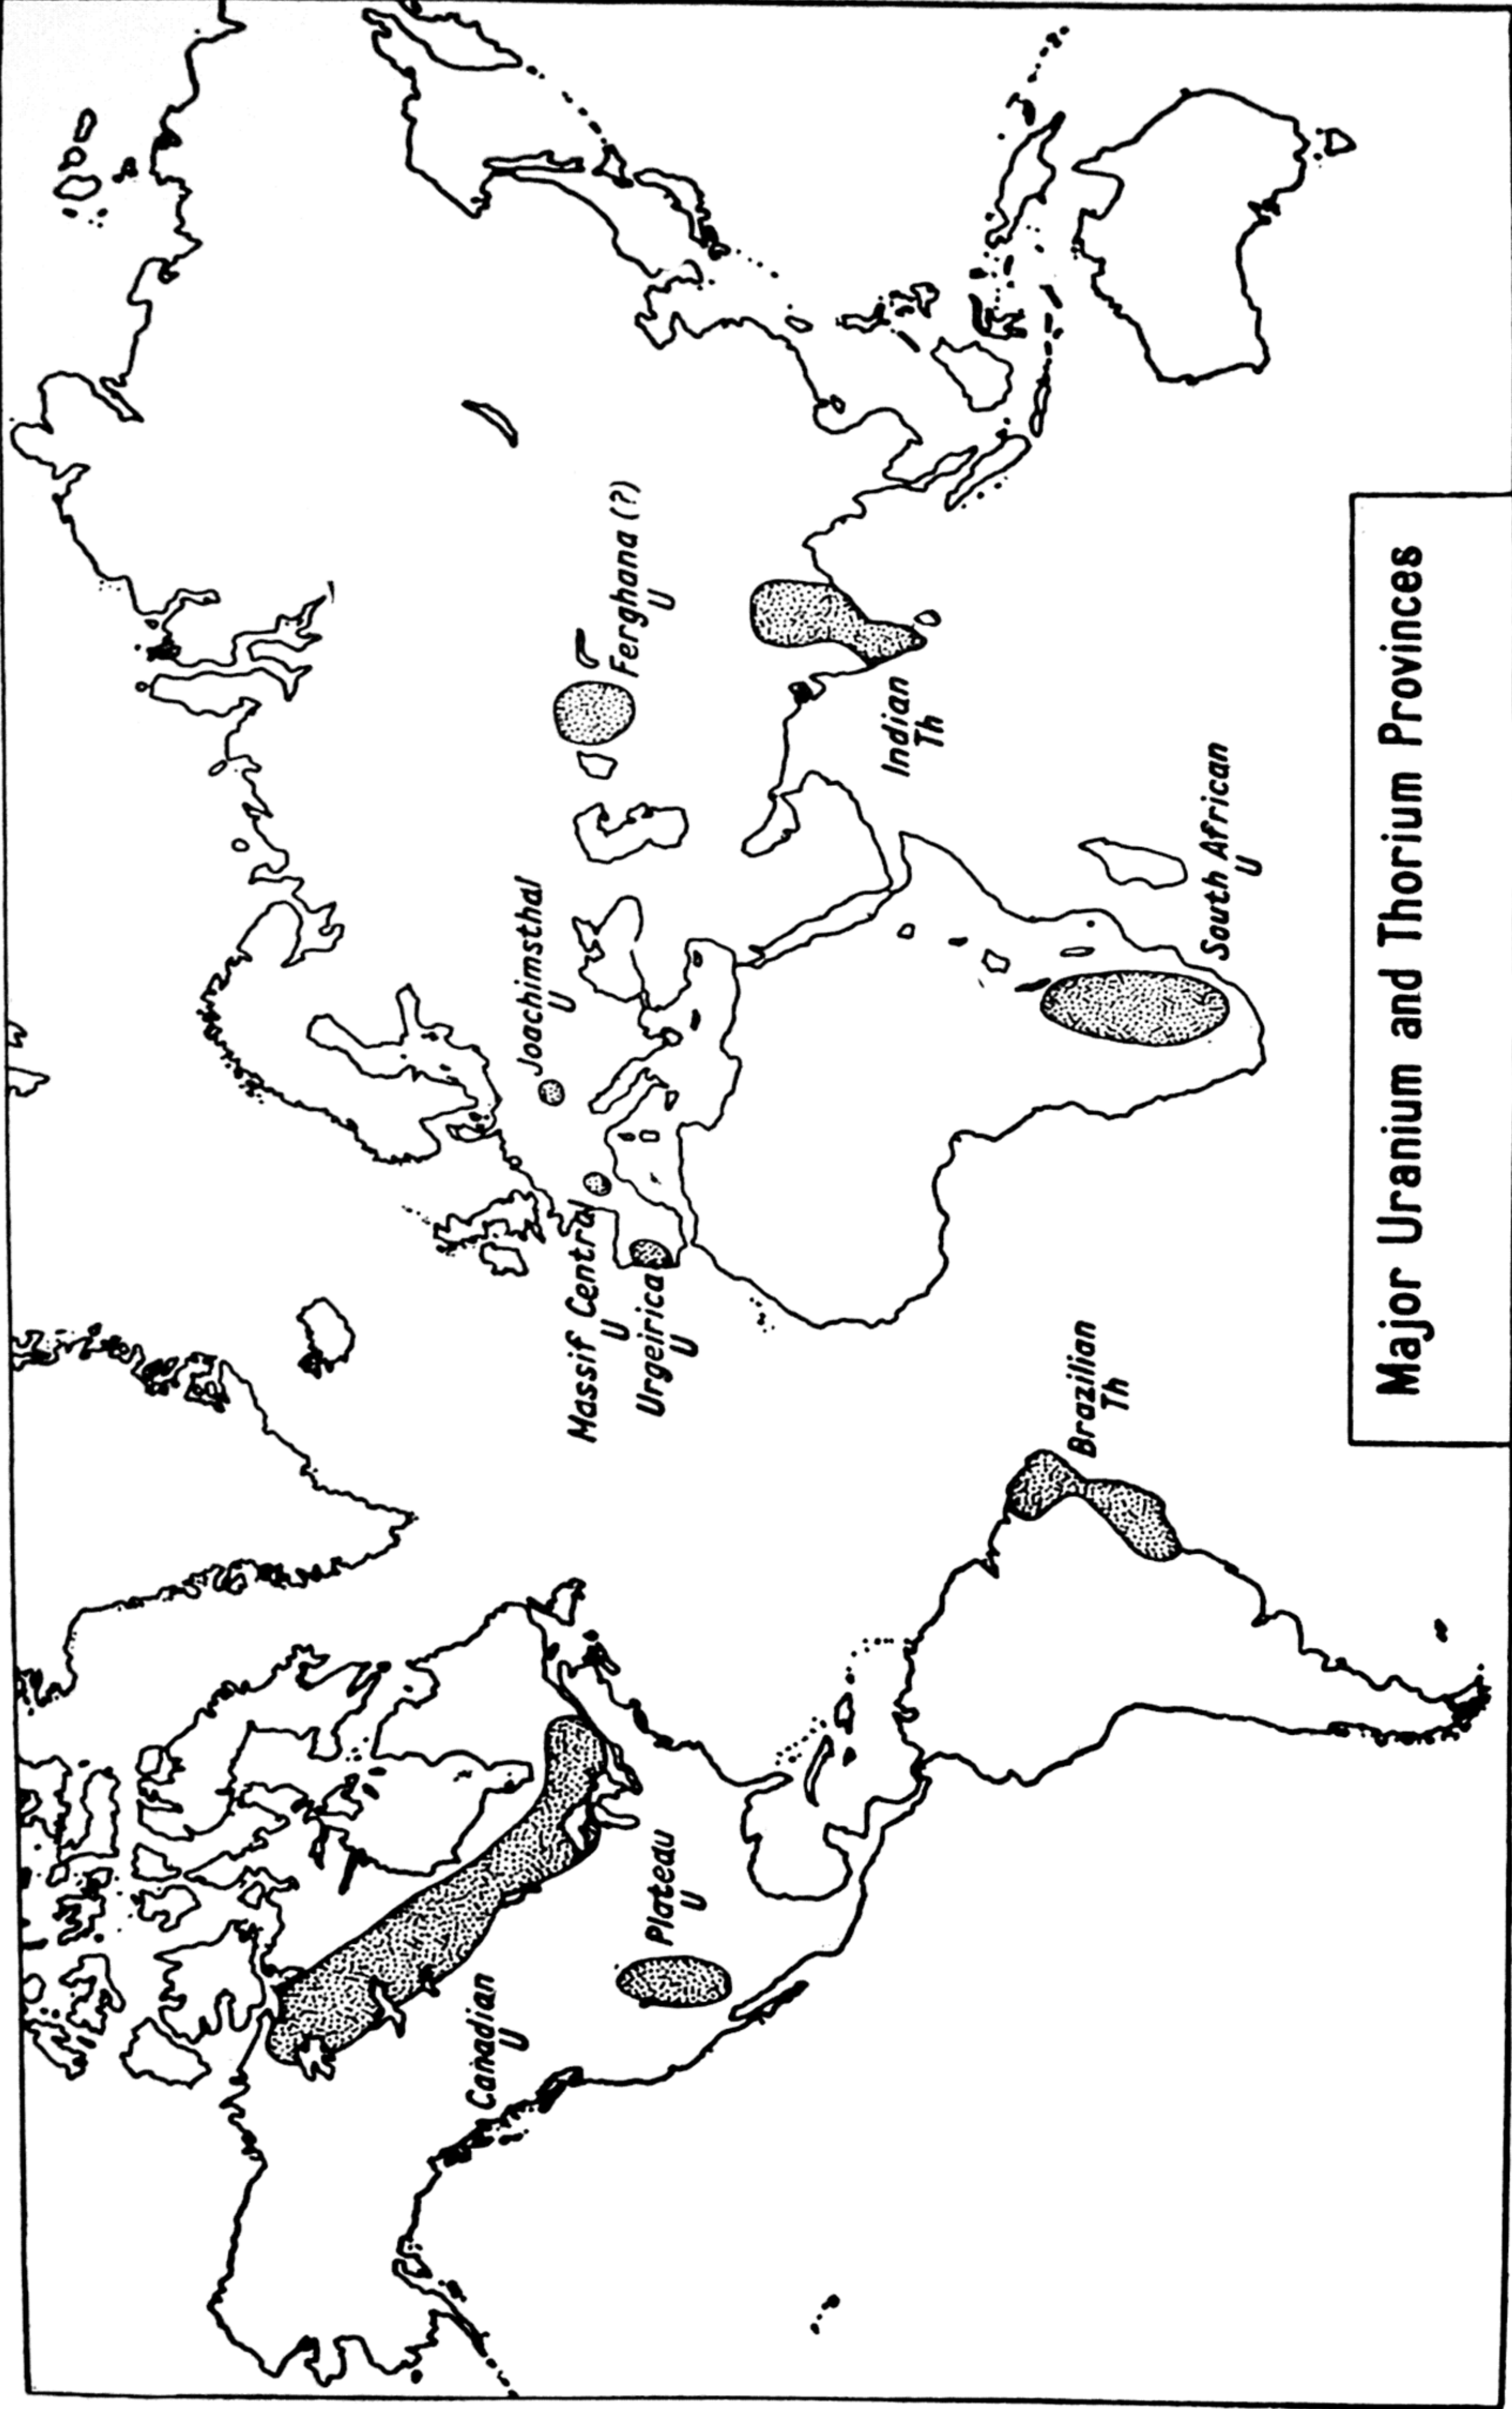 Canadian
U
Plateau
U
Brazilian
Th
Massif Central
U
Urgeirica
U
Joachimsthal
U
Ferghana (?)
U
Indian
Th
South African
U
Major Uranium and Thorium Provinces